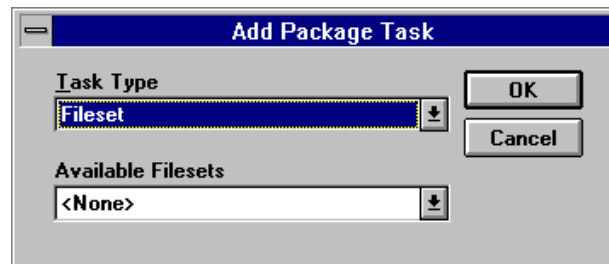 Add Package Task
Task Type
Fileset
OK
Cancel
Available Filesets
<None>